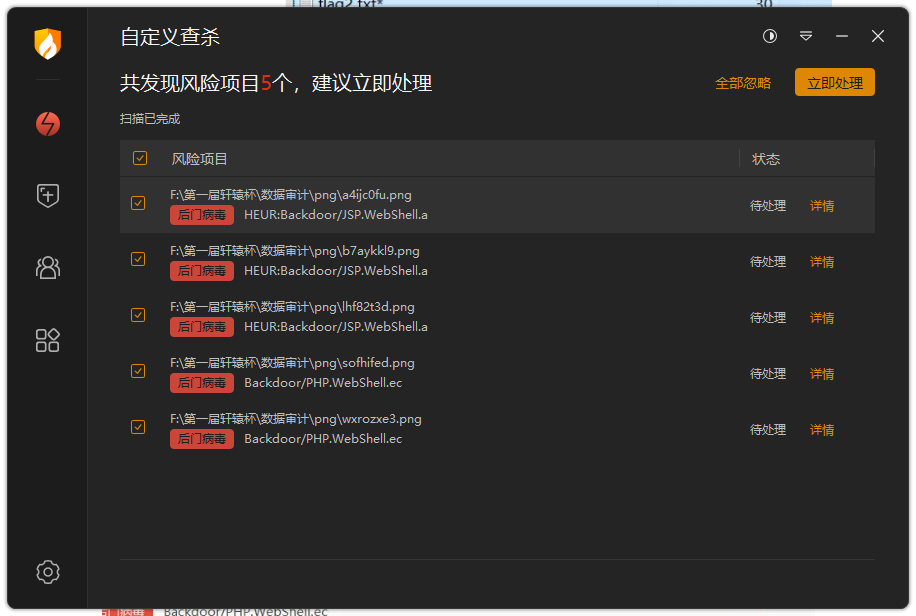 flag2.txt*
30
自定义查杀
共发现风险项目5个，建议立即处理
全部忽略
立即处理
扫描已完成
风险项目
状态
F:\第一届轩辕杯\数据审计\png\a4ijc0fu.png
后门病毒 HEUR:Backdoor/JSP.WebShell.a
待处理 详情
F:\第一届轩辕杯\数据审计\png\b7aykkl9.png
后门病毒 HEUR:Backdoor/JSP.WebShell.a
待处理 详情
F:\第一届轩辕杯\数据审计\png\lhf82t3d.png
后门病毒 HEUR:Backdoor/JSP.WebShell.a
待处理 详情
F:\第一届轩辕杯\数据审计\png\sofhifed.png
后门病毒 Backdoor/PHP.WebShell.ec
待处理 详情
F:\第一届轩辕杯\数据审计\png\wxrozxe3.png
后门病毒 Backdoor/PHP.WebShell.ec
待处理 详情
后门病毒 Backdoor/PHP.WebShell.ec